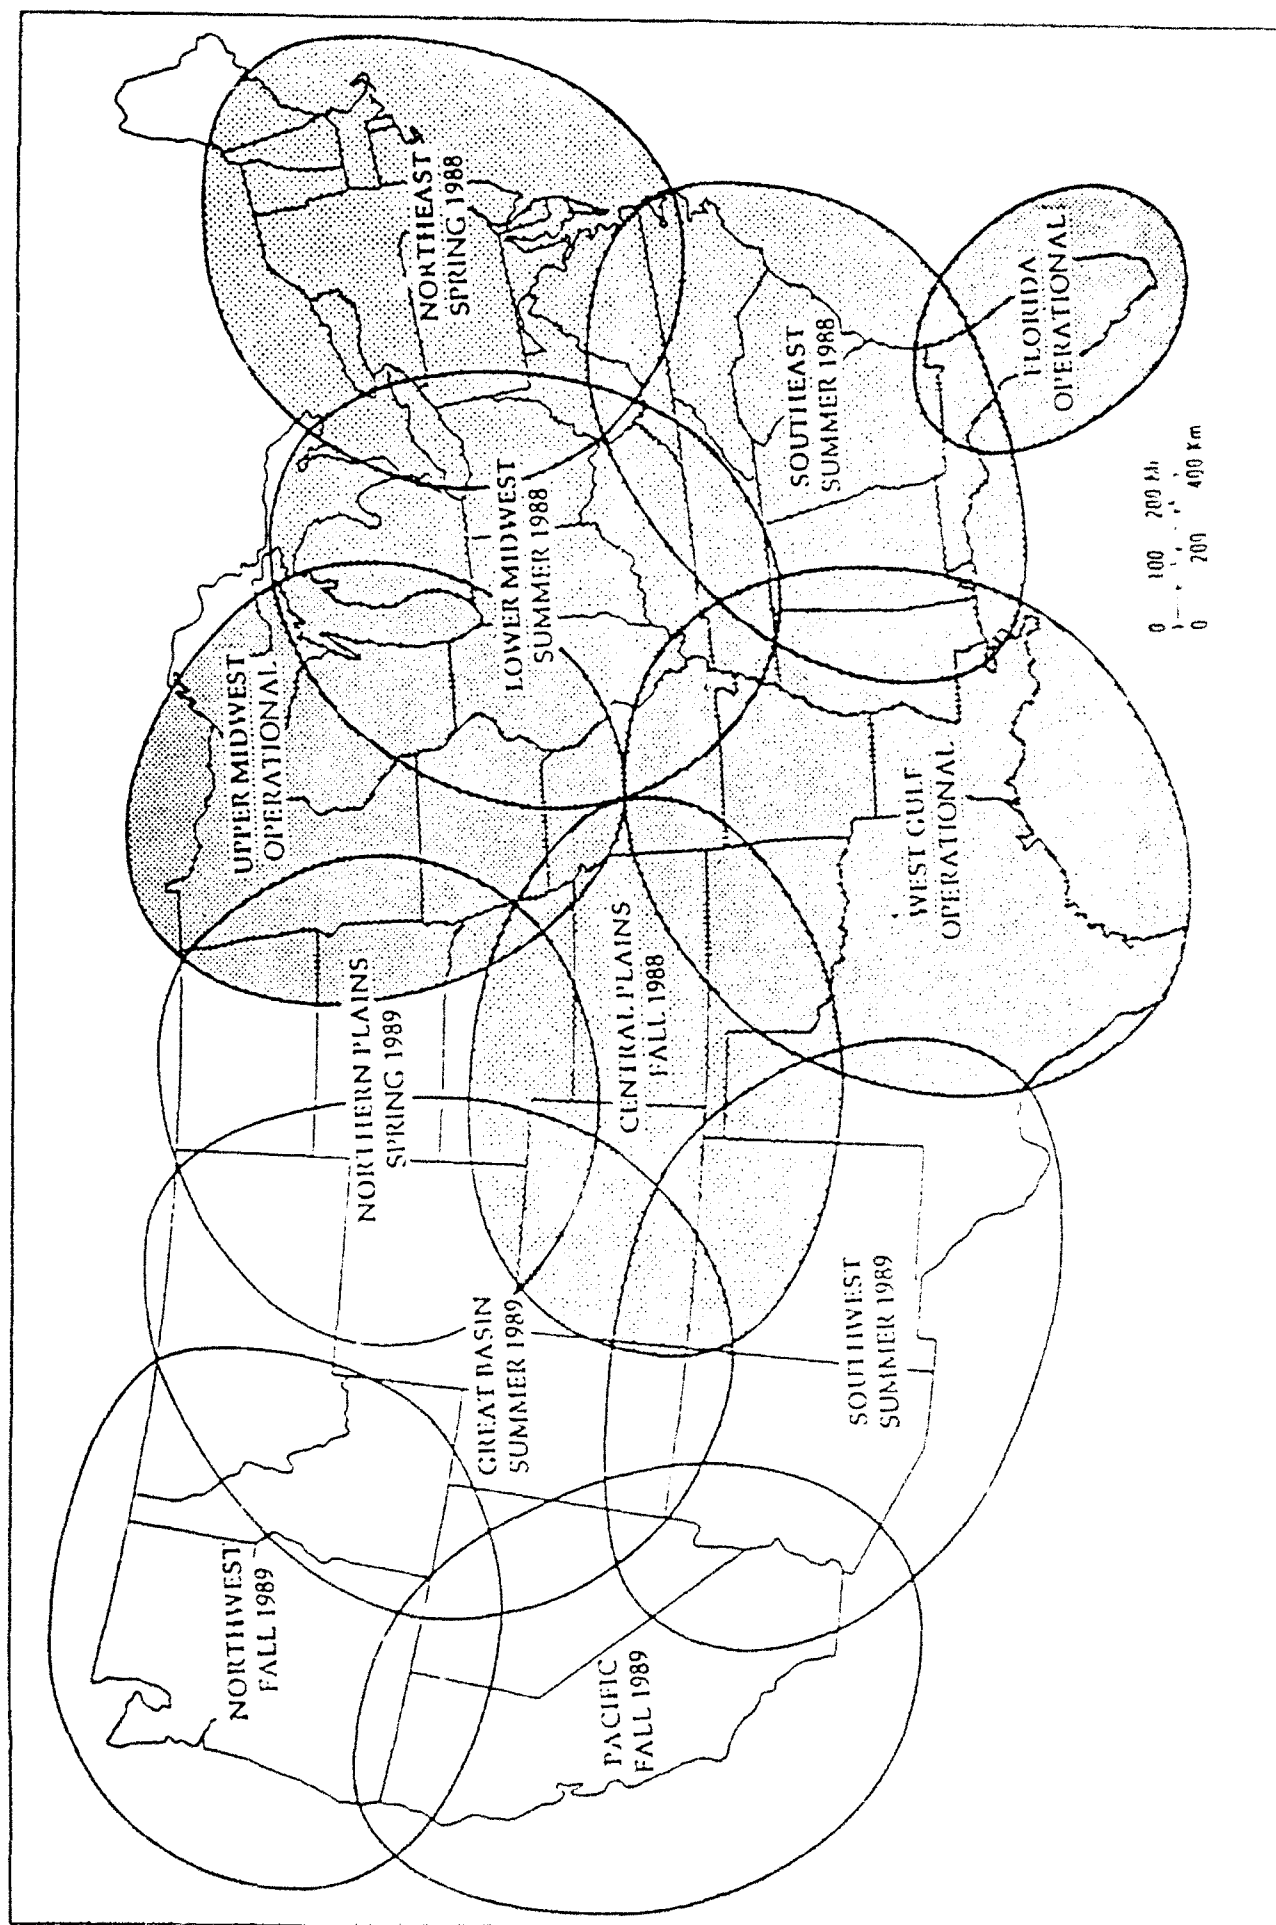 NORTHWEST
FALL 1989
PACIFIC
FALL 1989
GREAT BASIN
SUMMER 1989
SOUTHWEST
SUMMER 1989
NORTHERN PLAINS
SPRING 1989
CENTRAL PLAINS
FALL 1988
UPPER MIDWEST
OPERATIONAL
WEST GULF
OPERATIONAL
LOWER MIDWEST
SUMMER 1988
NORTHEAST
SPRING 1988
SOUTHEAST
SUMMER 1988
FLORIDA
OPERATIONAL
0 100 200
0 200 400 Km